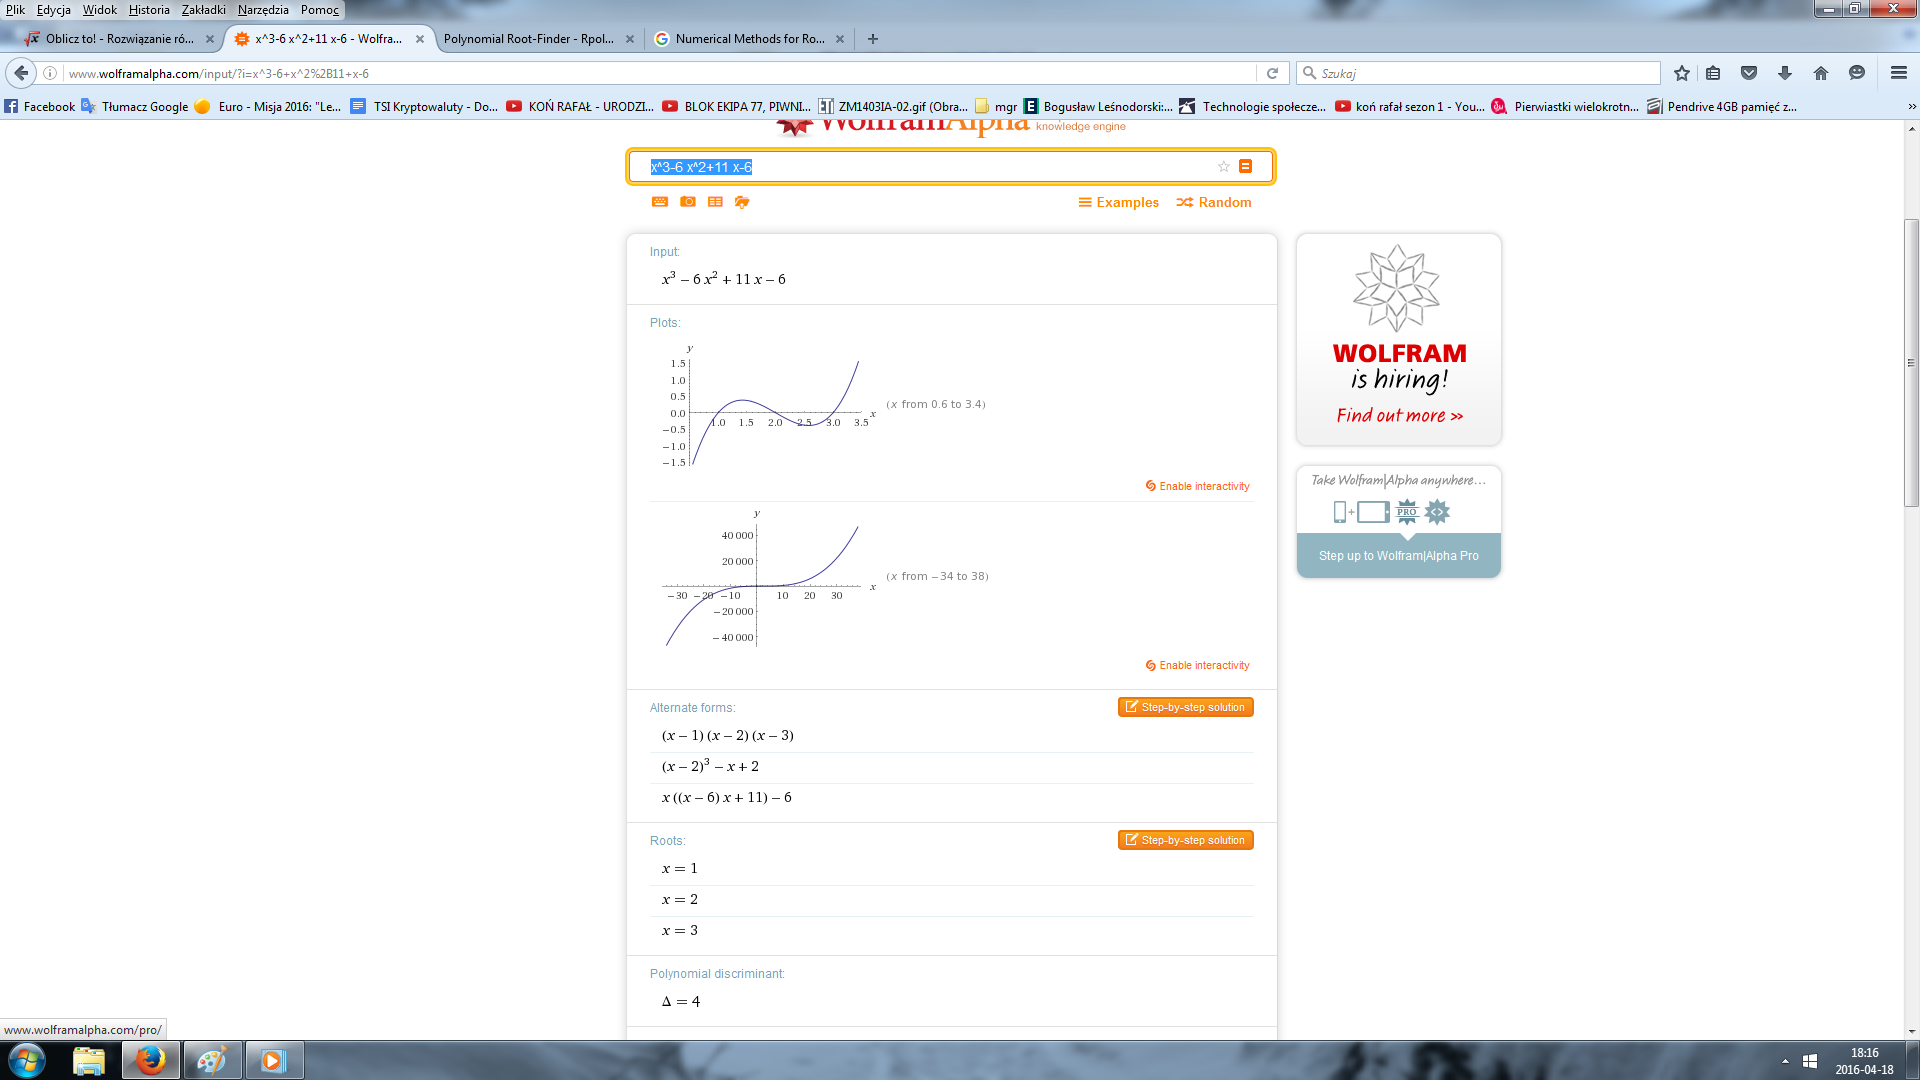 Plik Edycja Widok Historia Zakładki Narzędzia Pomoc
Oblicz to! - Rozwiązanie ró... x^3-6 x^2+11 x-6 - Wolfra... Polynomial Root-Finder - Rpol... Numerical Methods for Ro...
www.wolframalpha.com/input/?i=x^3-6+x^2%2B11+x-6 Szukaj
Facebook Tłumacz Google Euro - Misja 2016: "Le... TSI Kryptowaluty - Do... KOŃ RAFAŁ - URODZI... BLOK EKIPA 77, PIWNI... ZM1403IA-02.gif (Obra... mgr Bogusław Leśnodorski:... Technologie społecze... koń rafał sezon 1 - You... Pierwiastki wielokrotn... Pendrive 4GB pamięć z... »
WolframAlpha knowledge engine
x^3-6 x^2+11 x-6
Examples Random
Input:
x³ − 6 x² + 11 x − 6
Plots:
y
1.5
1.0
0.5
0.0
−0.5
−1.0
−1.5
1.0 1.5 2.0 2.5 3.0 3.5 x
(x from 0.6 to 3.4)
Enable interactivity
y
40 000
20 000
−20 000
−40 000
−30 −20 −10 10 20 30 x
(x from −34 to 38)
Enable interactivity
Alternate forms:
Step-by-step solution
(x − 1) (x − 2) (x − 3)
(x − 2)³ − x + 2
x ((x − 6) x + 11) − 6
Roots:
Step-by-step solution
x = 1
x = 2
x = 3
Polynomial discriminant:
Δ = 4
WOLFRAM
is hiring!
Find out more >>
Take Wolfram|Alpha anywhere...
+ PRO <>
Step up to Wolfram|Alpha Pro
www.wolframalpha.com/pro/
18:16
2016-04-18